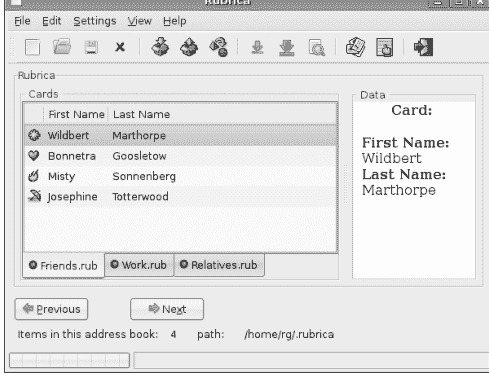 Rubrica
File Edit Settings View Help
Rubrica
Cards
First Name Last Name
Wildbert Marthorpe
Bonnetra Goosletow
Misty Sonnenberg
Josephine Totterwood
Friends.rub Work.rub Relatives.rub
Data
Card:
First Name:
Wildbert
Last Name:
Marthorpe
Previous Next
Items in this address book: 4 path: /home/rg/.rubrica